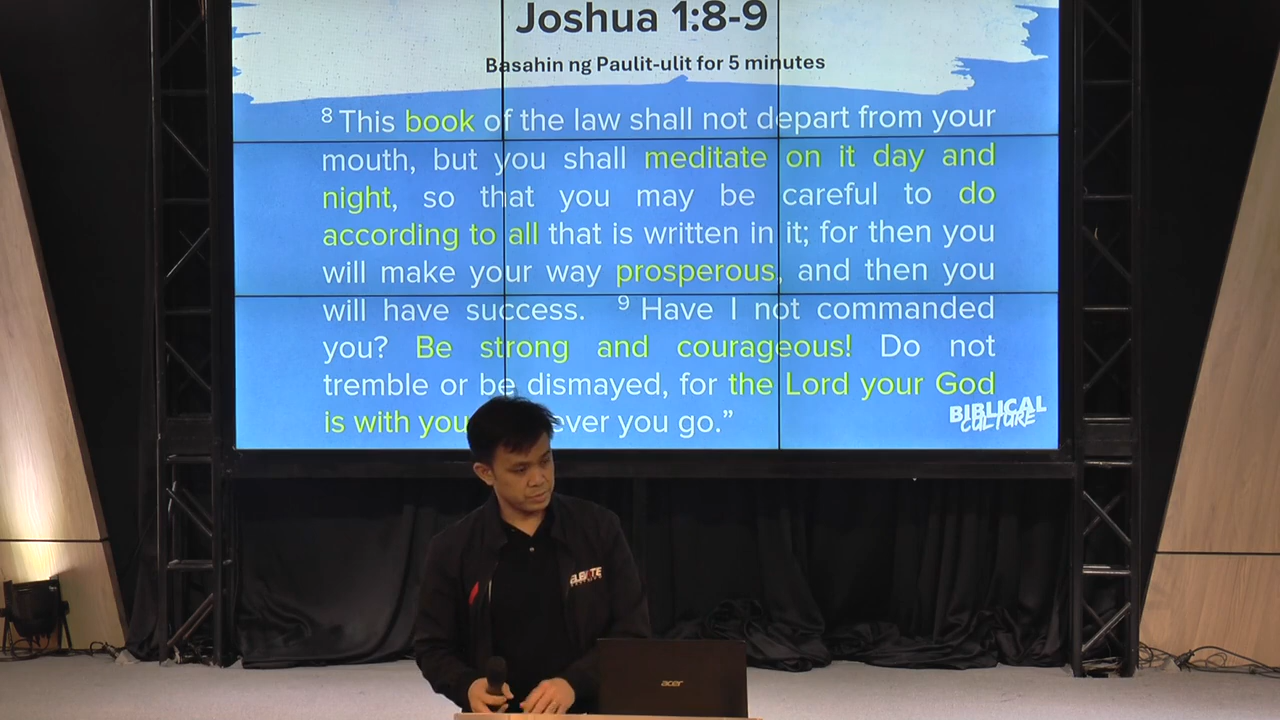 Joshua 1:8-9
Basahin ng Paulit-ulit for 5 minutes
8 This book of the law shall not depart from your
mouth, but you shall meditate on it day and
night, so that you may be careful to do
according to all that is written in it; for then you
will make your way prosperous, and then you
will have success. 9 Have I not commanded
you? Be strong and courageous! Do not
tremble or be dismayed, for the Lord your God
is with you ever you go.”
BIBLICAL
CULTURE
acer